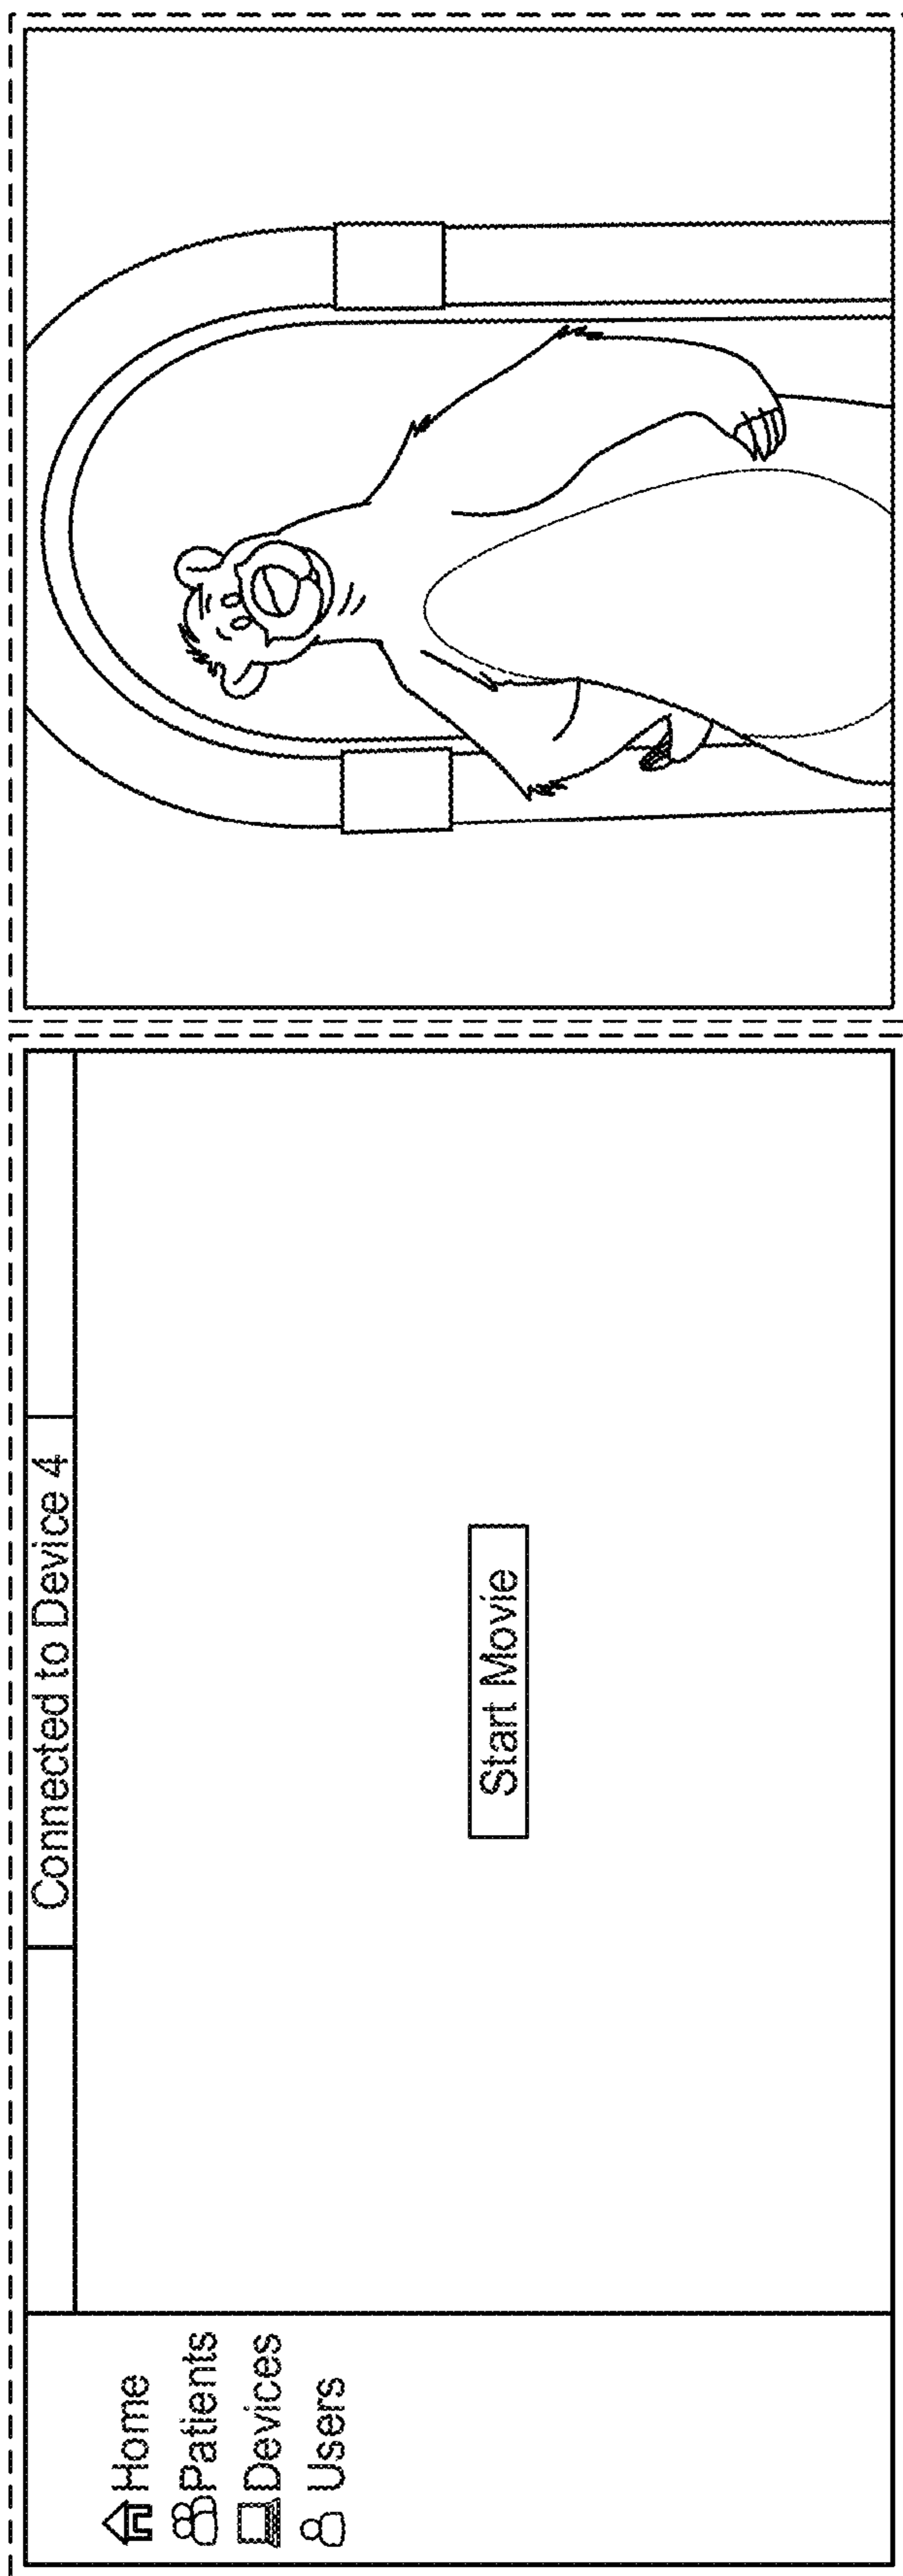 Home
Patients
Devices
Users
Connected to Device 4
Start Movie